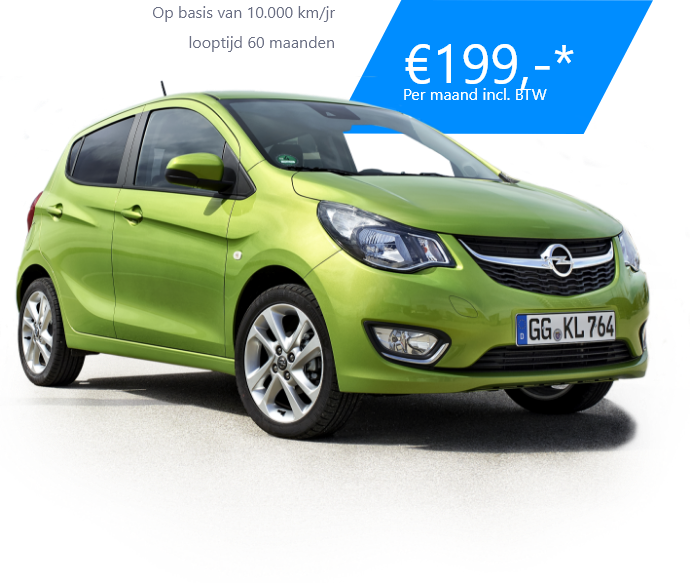 Op basis van 10.000 km/jr
looptijd 60 maanden
€199,-*
Per maand incl. BTW
GG KL 764